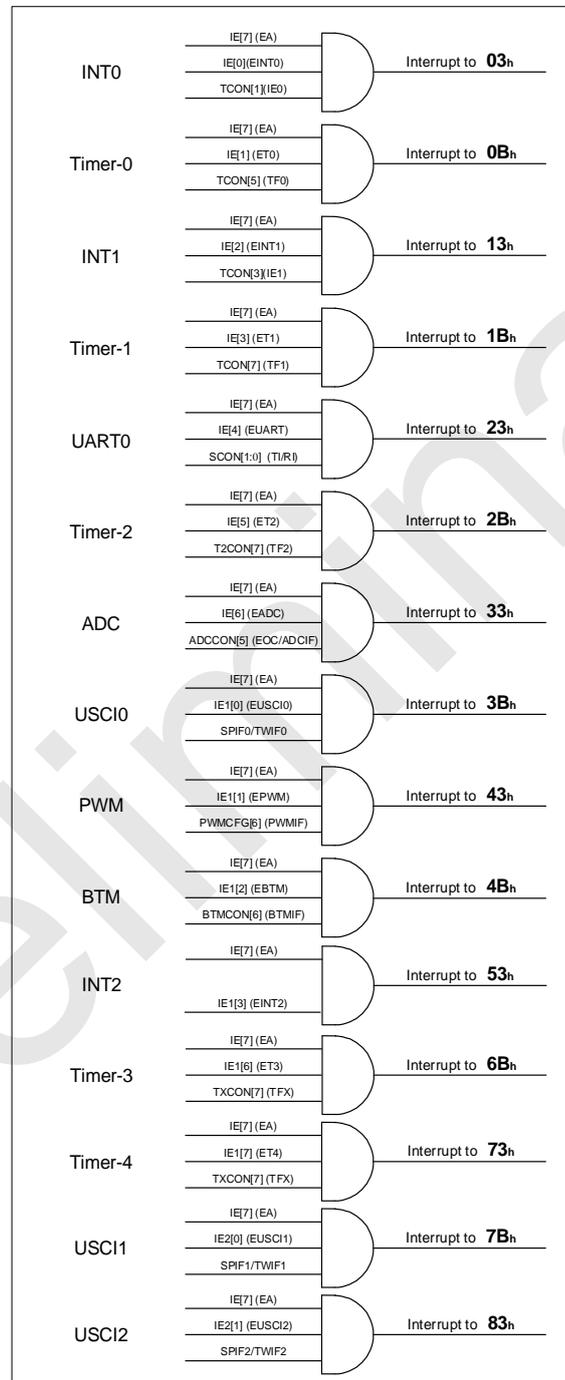 IE[7] (EA)
INT0 IE[0](EINT0) Interrupt to 03h
TCON[1](IE0)
IE[7] (EA)
Timer-0 IE[1] (ET0) Interrupt to 0Bh
TCON[5] (TF0)
IE[7] (EA)
INT1 IE[2] (EINT1) Interrupt to 13h
TCON[3](IE1)
IE[7] (EA)
Timer-1 IE[3] (ET1) Interrupt to 1Bh
TCON[7] (TF1)
IE[7] (EA)
UART0 IE[4] (EUART) Interrupt to 23h
SCON[1:0] (TI/RI)
IE[7] (EA)
Timer-2 IE[5] (ET2) Interrupt to 2Bh
T2CON[7] (TF2)
IE[7] (EA)
ADC IE[6] (EADC) Interrupt to 33h
ADCCON[5] (EOC/ADCIF)
IE[7] (EA)
USCI0 IE1[0] (EUSCI0) Interrupt to 3Bh
SPIF0/TWIF0
IE[7] (EA)
PWM IE1[1] (EPWM) Interrupt to 43h
PWMCFG[6] (PWMIF)
IE[7] (EA)
BTM IE1[2] (EBTM) Interrupt to 4Bh
BTMCON[6] (BTMIF)
IE[7] (EA)
INT2 Interrupt to 53h
IE1[3] (EINT2)
IE[7] (EA)
Timer-3 IE1[6] (ET3) Interrupt to 6Bh
TXCON[7] (TFX)
IE[7] (EA)
Timer-4 IE1[7] (ET4) Interrupt to 73h
TXCON[7] (TFX)
IE[7] (EA)
USCI1 IE2[0] (EUSCI1) Interrupt to 7Bh
SPIF1/TWIF1
IE[7] (EA)
USCI2 IE2[1] (EUSCI2) Interrupt to 83h
SPIF2/TWIF2